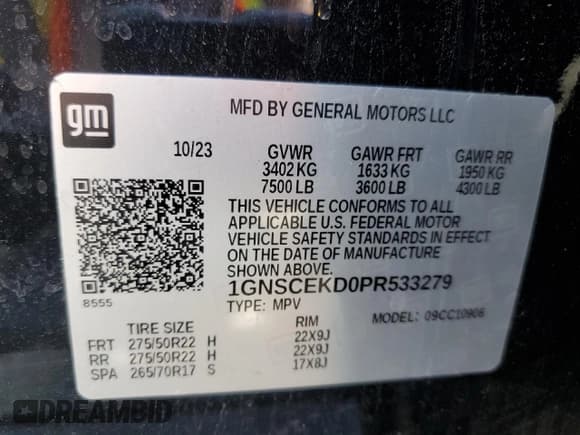 gm
MFD BY GENERAL MOTORS LLC
10/23 GVWR GAWR FRT GAWR RR
3402 KG 1633 KG 1950 KG
7500 LB 3600 LB 4300 LB
THIS VEHICLE CONFORMS TO ALL
APPLICABLE U.S. FEDERAL MOTOR
VEHICLE SAFETY STANDARDS IN EFFECT
ON THE DATE OF MANUFACTURE
SHOWN ABOVE.
8555
1GNSCEKD0PR533279
TYPE: MPV MODEL: 09CC10906
TIRE SIZE RIM
FRT 275/50R22 H 22X9J
RR 275/50R22 H 22X9J
SPA 265/70R17 S 17X8J
DREAMBID